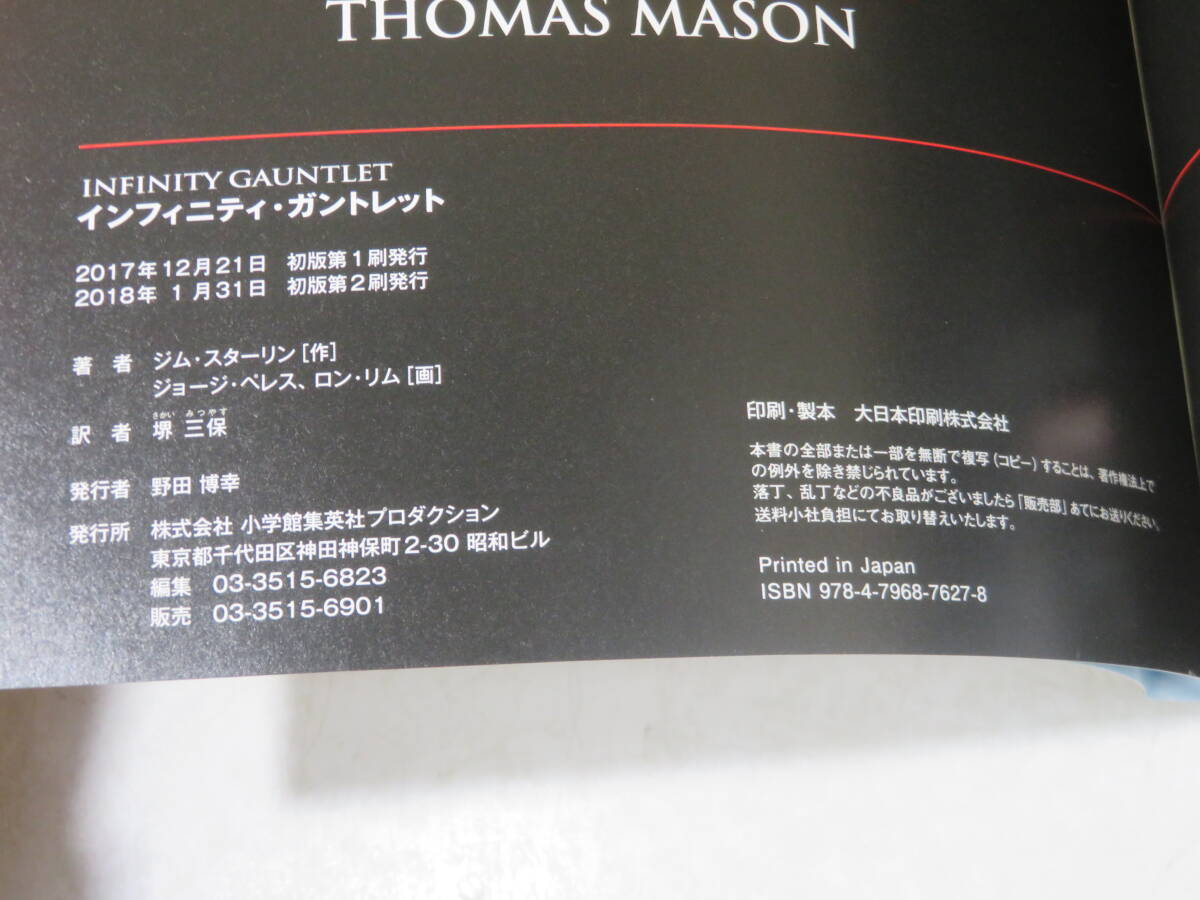 THOMAS MASON
INFINITY GAUNTLET
インフィニティ・ガントレット
2017年12月21日 初版第1刷発行
2018年 1月31日 初版第2刷発行
著 者 ジム・スターリン[作]
ジョージ・ペレス、ロン・リム[画]
さかい みつやす
訳 者 堺 三保
発行者 野田 博幸
発行所 株式会社 小学館集英社プロダクション
東京都千代田区神田神保町2-30 昭和ビル
編集 03-3515-6823
販売 03-3515-6901
印刷・製本 大日本印刷株式会社
本書の全部または一部を無断で複写(コピー)することは、著作権法上で
の例外を除き禁じられています。
落丁、乱丁などの不良品がございましたら「販売部」あてにお送りください。
送料小社負担にてお取り替えいたします。
Printed in Japan
ISBN 978-4-7968-7627-8